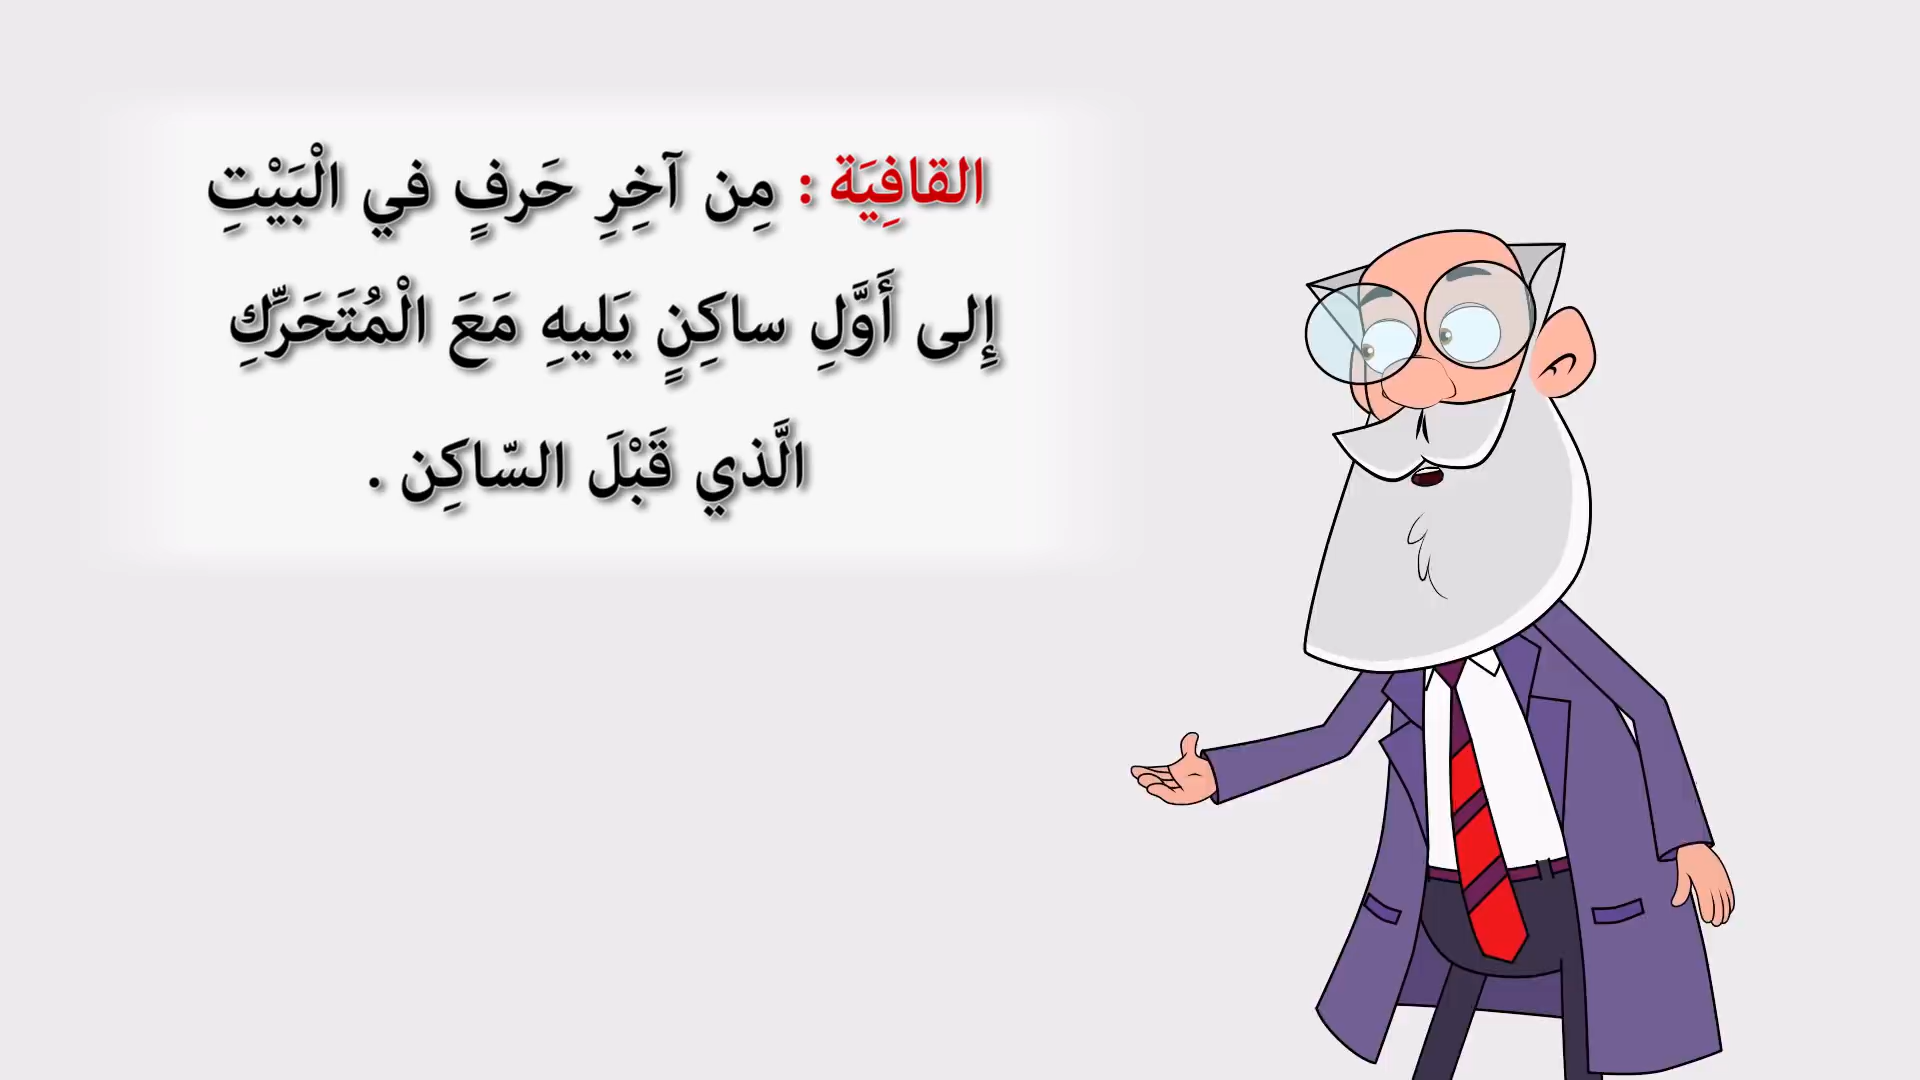 القافِيَة : مِن آخِرِ حَرفٍ في الْبَيْتِ
إِلى أَوَّلِ ساكِنٍ يَليهِ مَعَ الْمُتَحَرِّكِ
الَّذي قَبْلَ السّاكِن .